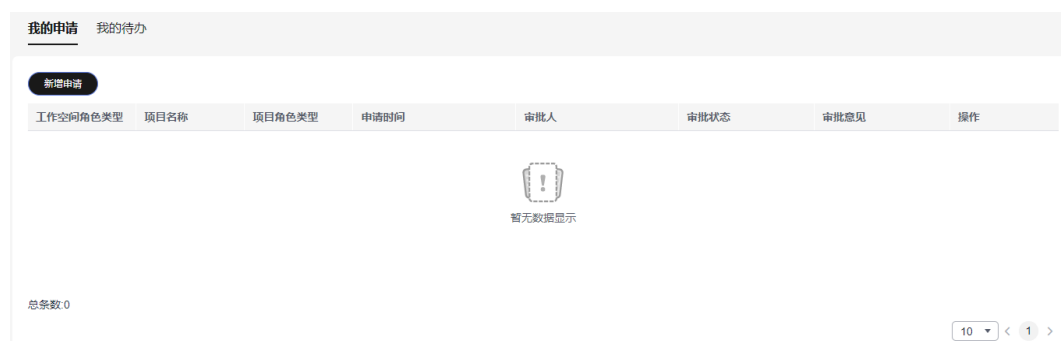 我的申请 我的待办
新增申请
工作空间角色类型 项目名称 项目角色类型 申请时间 审批人 审批状态 审批意见 操作
暂无数据显示
总条数:0
10 1